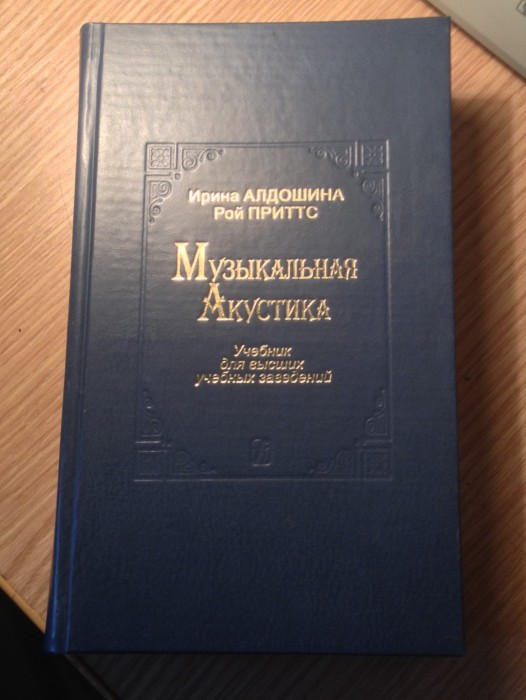 Ирина АЛДОШИНА
Рой ПРИТТС
Музыкальная
Акустика
Учебник
для высших
учебных заведений